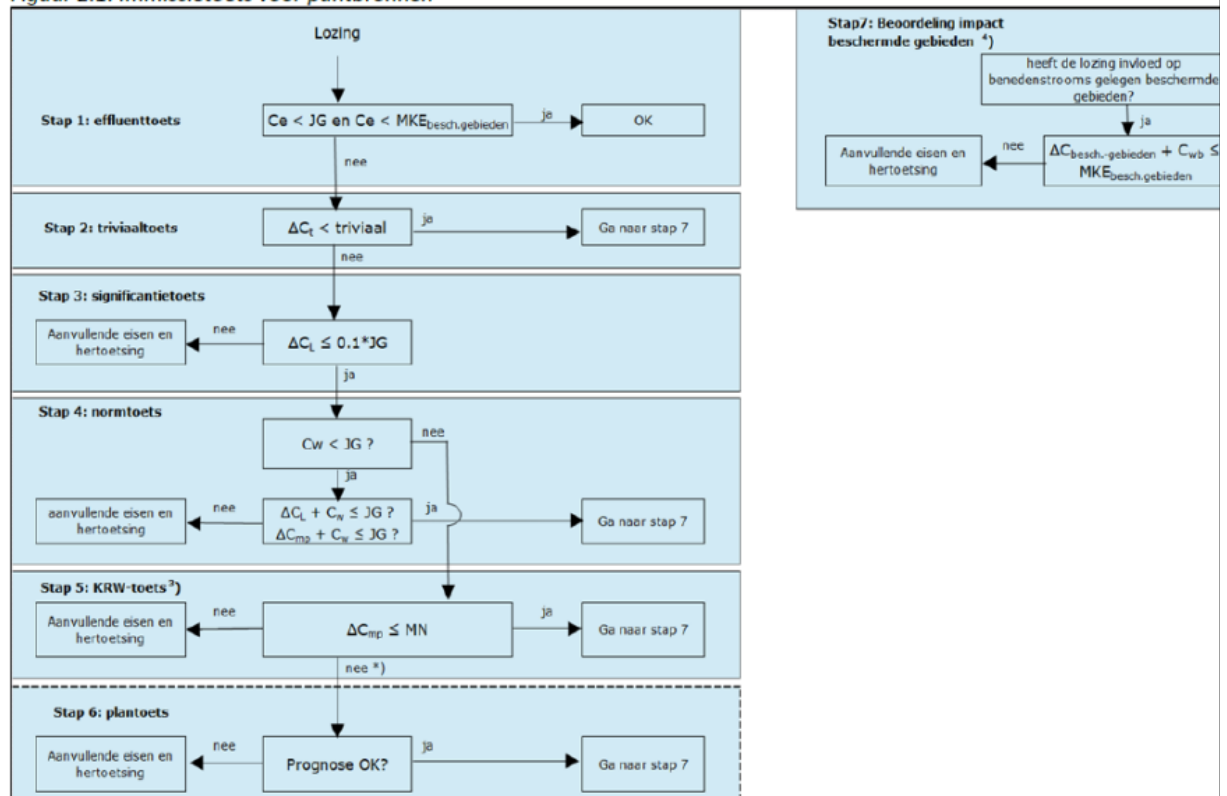 Figuur 2.1: Immissietoets voor puntbronnen
Lozing
Stap 1: effluenttoets
Ce < JG en Ce < MKEbesch.gebieden
ja
OK
nee
Stap 2: triviaaltoets
ΔCt < triviaal
ja
Ga naar stap 7
nee
Stap 3: significantietoets
Aanvullende eisen en
hertoetsing
nee
ΔCL ≤ 0.1*JG
ja
Stap 4: normtoets
Cw < JG ?
nee
ja
aanvullende eisen en
hertoetsing
nee
ΔCL + Cw ≤ JG ?
ΔCmp + Cw ≤ JG ?
ja
Ga naar stap 7
Stap 5: KRW-toets³)
Aanvullende eisen en
hertoetsing
nee
ΔCmp ≤ MN
ja
Ga naar stap 7
nee *)
Stap 6: plantoets
Aanvullende eisen en
hertoetsing
nee
Prognose OK?
ja
Ga naar stap 7
Stap7: Beoordeling impact
beschermde gebieden ⁴)
heeft de lozing invloed op
benedenstrooms gelegen beschermde
gebieden?
ja
Aanvullende eisen en
hertoetsing
nee
ΔCbesch.-gebieden + Cwb ≤
MKEbesch.gebieden